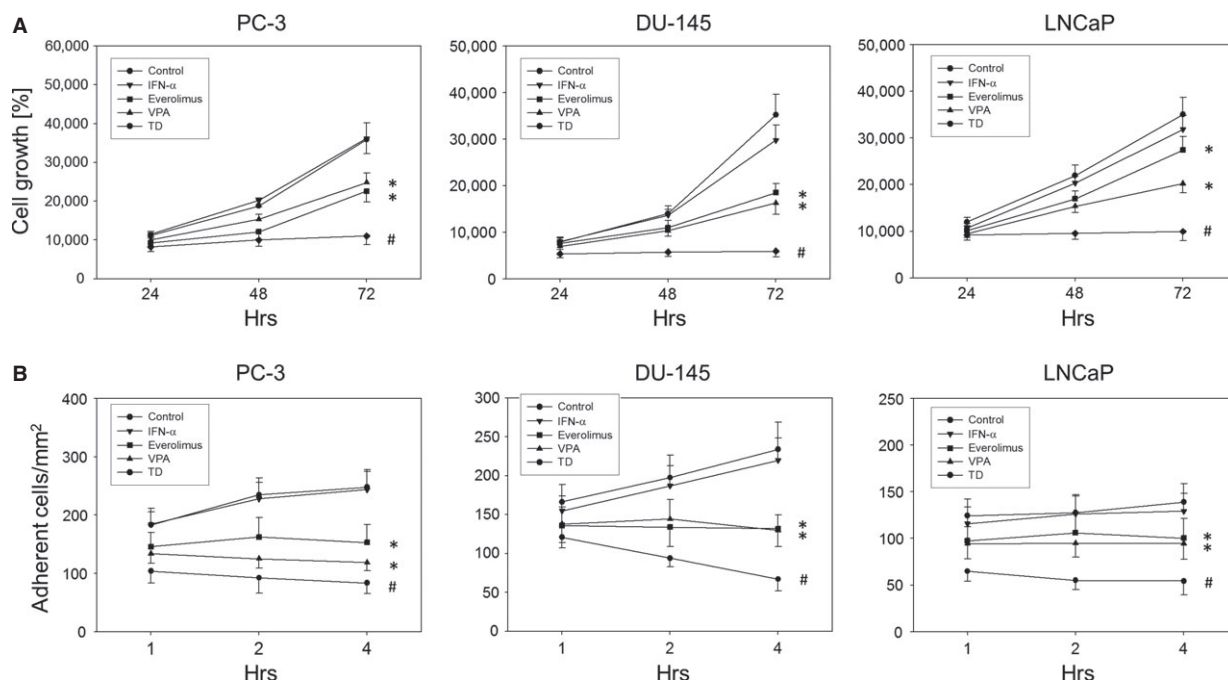 A
PC-3
Cell growth [%]
60,000
50,000
40,000
30,000
20,000
10,000
0
Control
IFN-α
Everolimus
VPA
TD
*
*
#
24 48 72
Hrs
DU-145
50,000
40,000
30,000
20,000
10,000
0
Control
IFN-α
Everolimus
VPA
TD
*
*
#
24 48 72
Hrs
LNCaP
50,000
40,000
30,000
20,000
10,000
0
Control
IFN-α
Everolimus
VPA
TD
*
*
#
24 48 72
Hrs
B
PC-3
Adherent cells/mm²
400
300
200
100
0
Control
IFN-α
Everolimus
VPA
TD
*
*
#
1 2 4
Hrs
DU-145
300
250
200
150
100
50
0
Control
IFN-α
Everolimus
VPA
TD
*
*
#
1 2 4
Hrs
LNCaP
250
200
150
100
50
0
Control
IFN-α
Everolimus
VPA
TD
*
*
#
1 2 4
Hrs